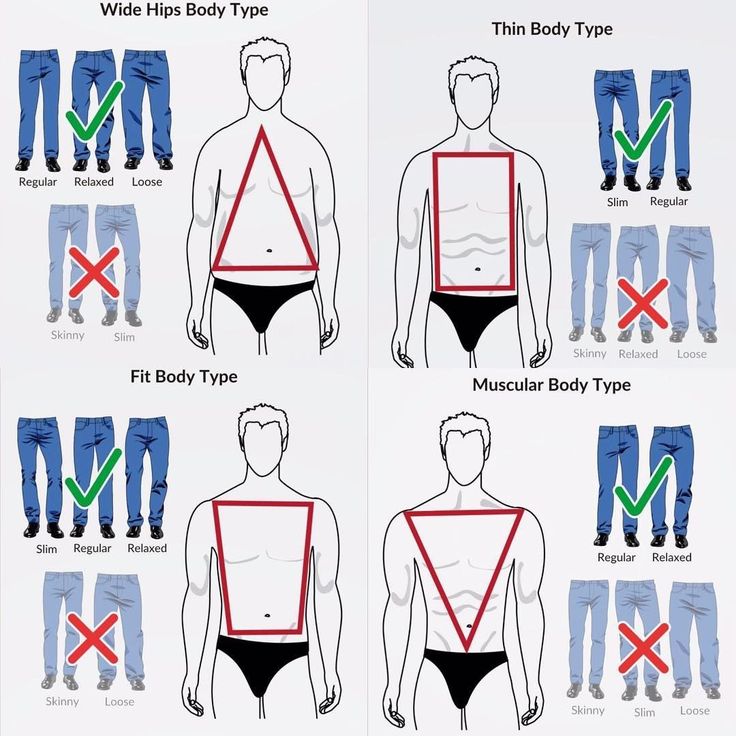 Wide Hips Body Type
Regular Relaxed Loose
Skinny Slim
Thin Body Type
Slim Regular
Skinny Relaxed Loose
Fit Body Type
Slim Regular Relaxed
Skinny Loose
Muscular Body Type
Regular Relaxed
Skinny Slim Loose